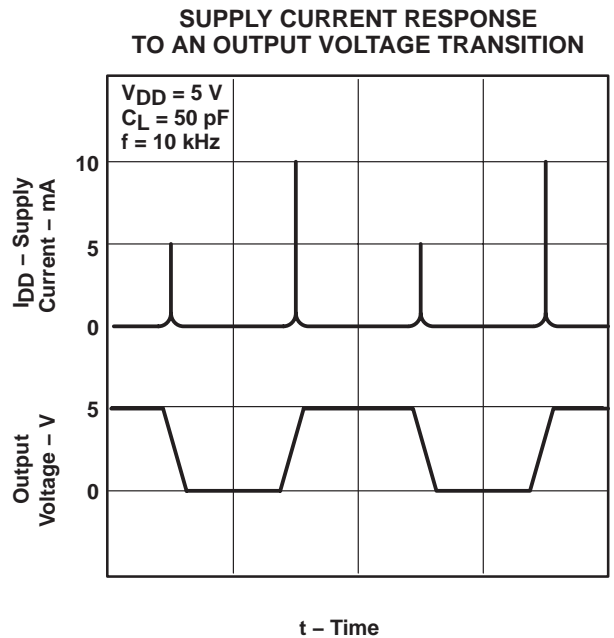 SUPPLY CURRENT RESPONSE
TO AN OUTPUT VOLTAGE TRANSITION
VDD = 5 V
CL = 50 pF
f = 10 kHz
IDD – Supply
Current – mA
10
5
0
Output
Voltage – V
5
0
t – Time